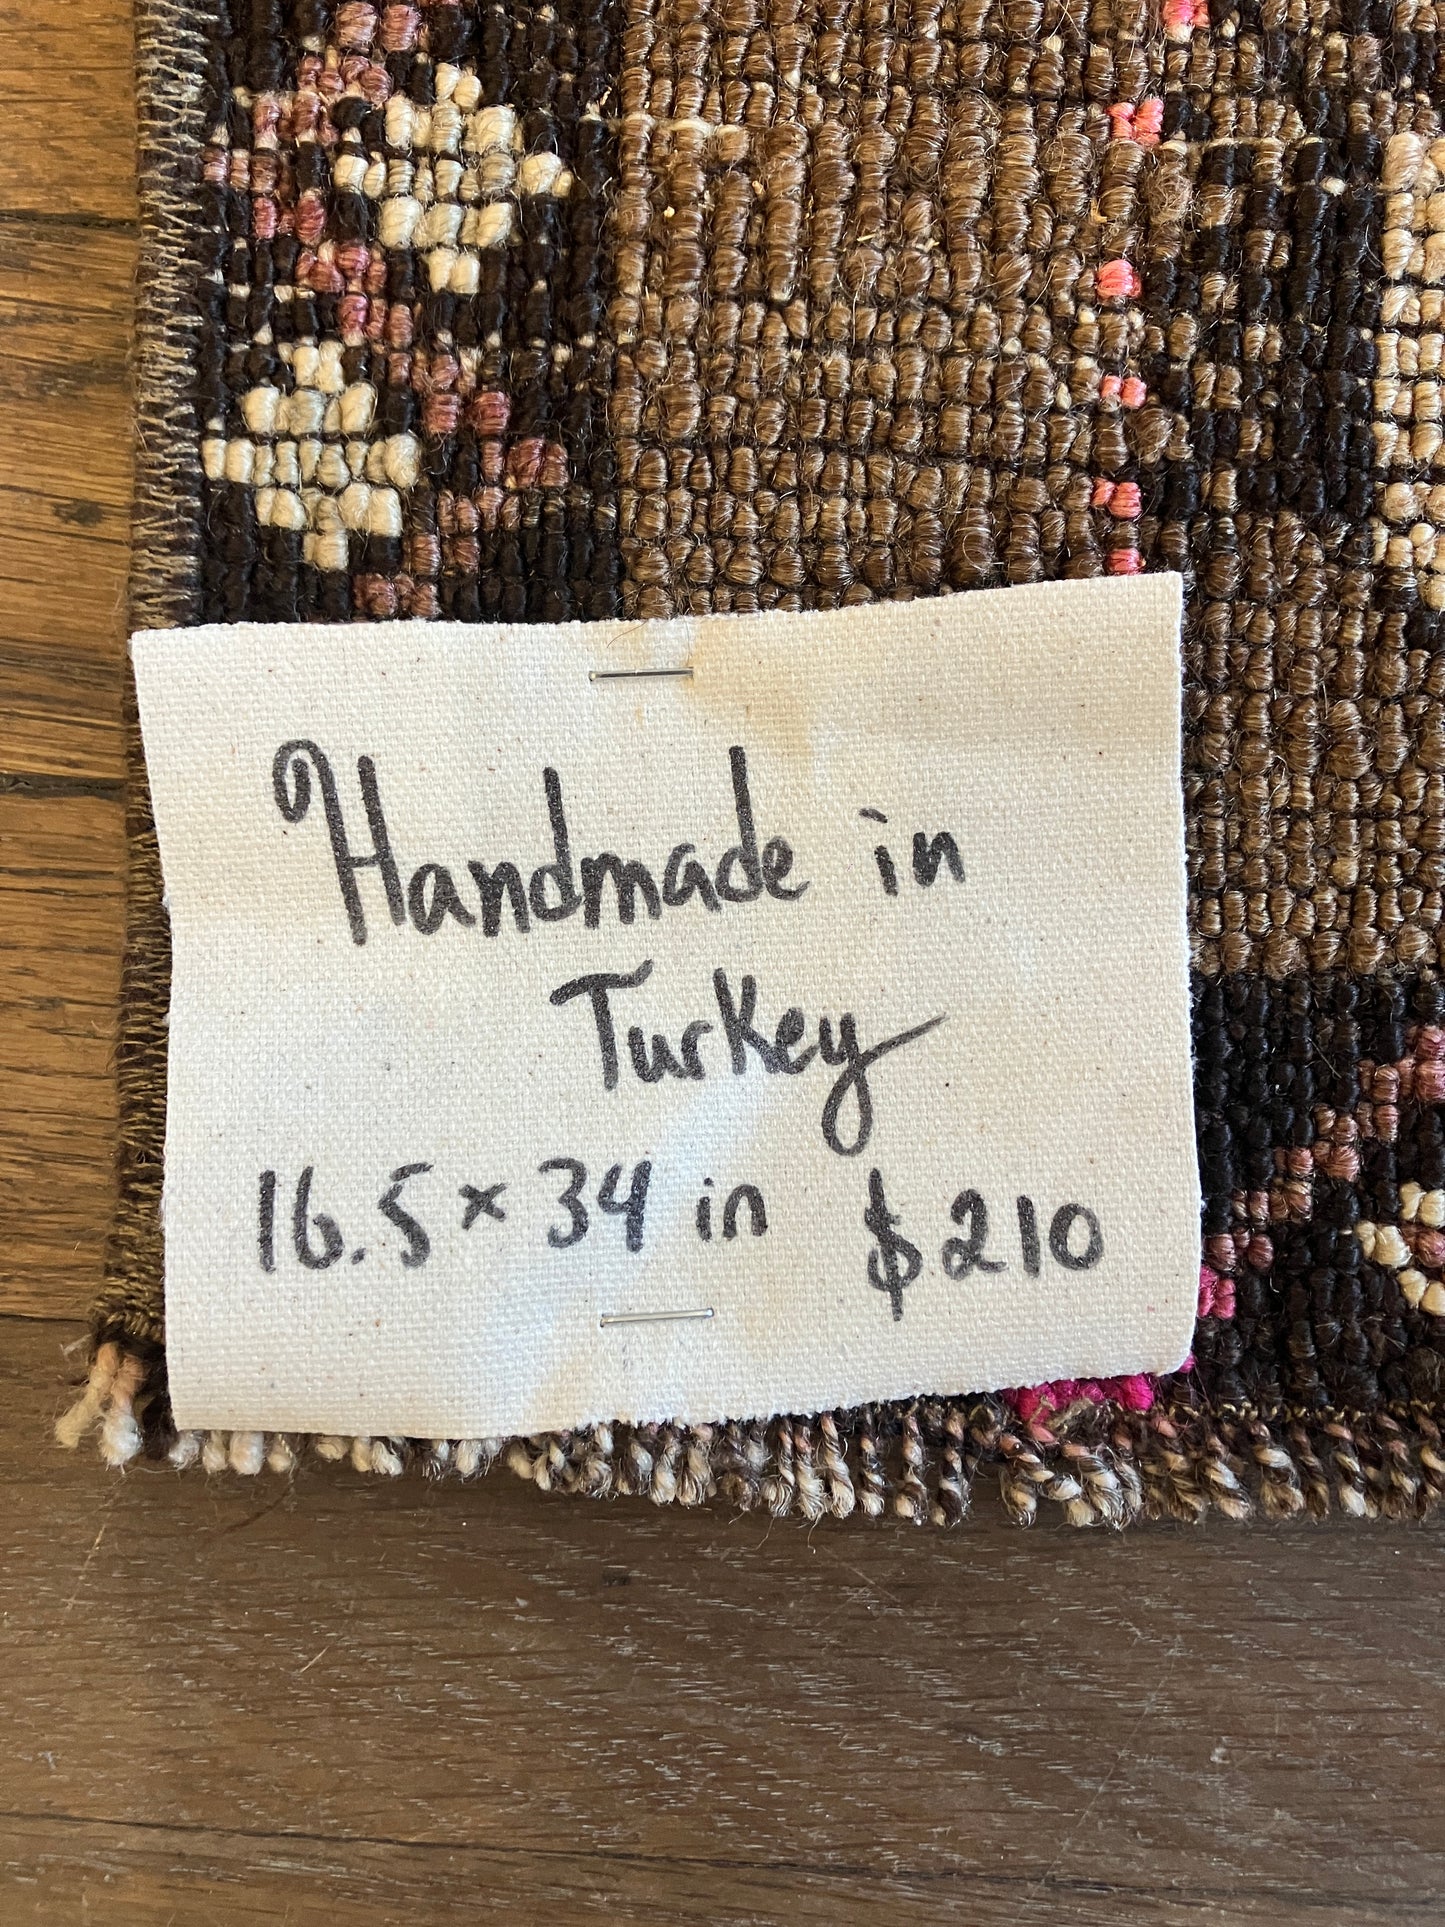 Handmade in
Turkey
16.5 × 34 in $210